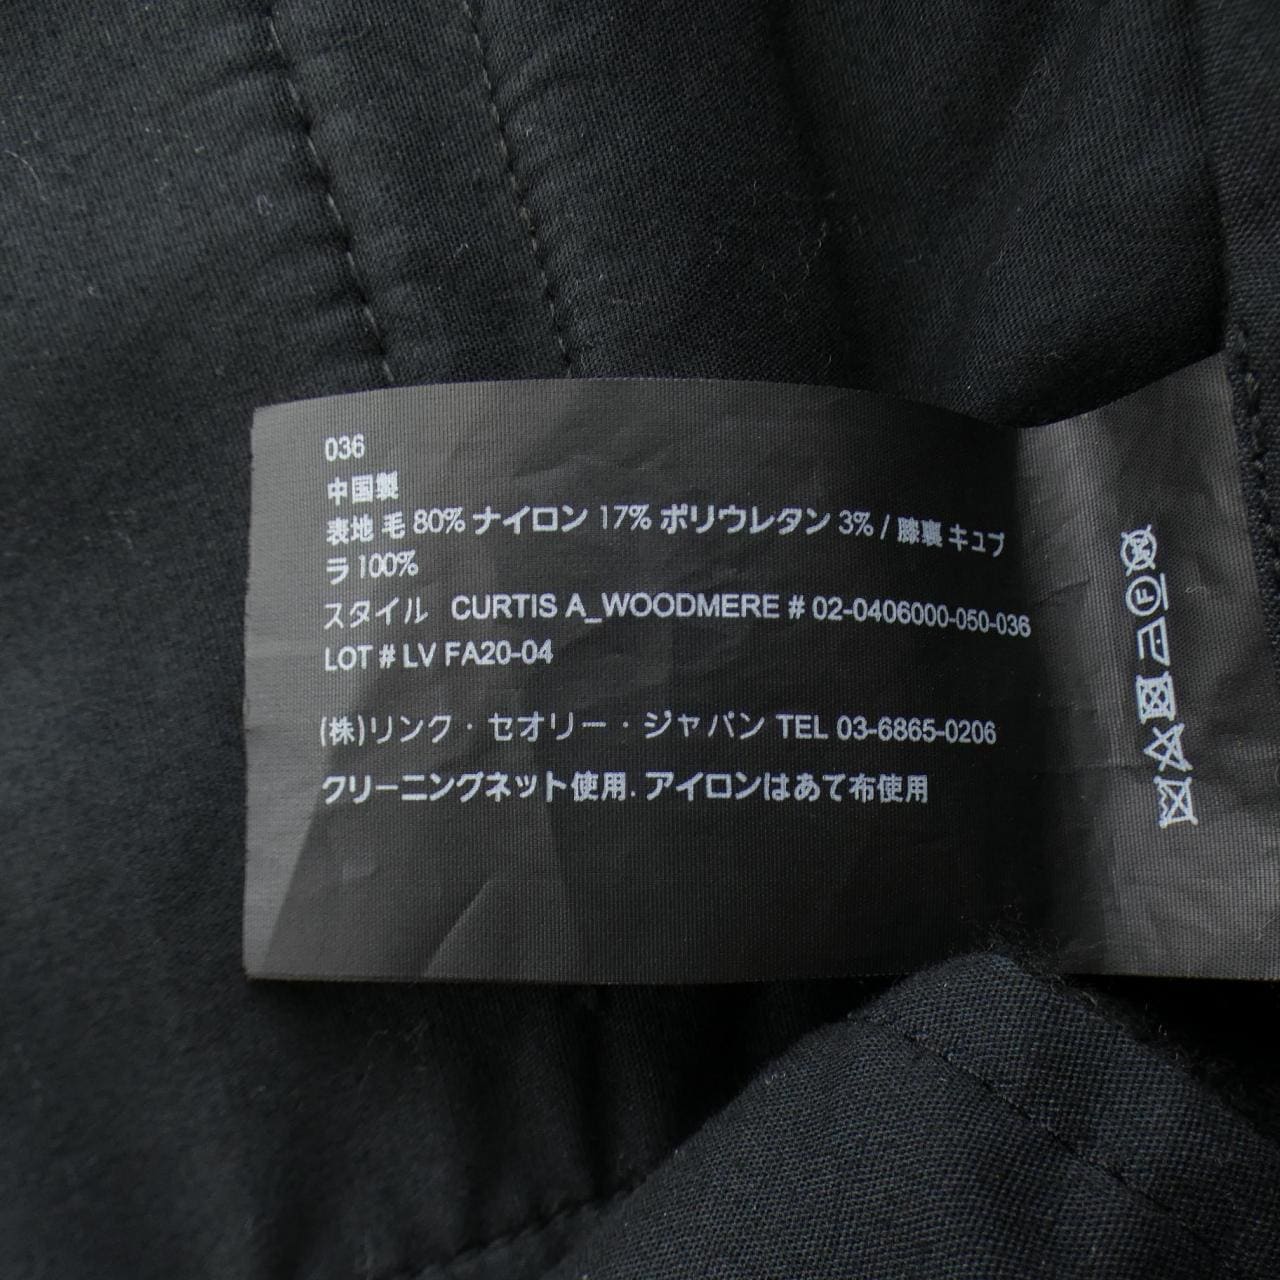 036
中国製
表地 毛 80% ナイロン 17% ポリウレタン 3% / 膝裏 キュプ
ラ 100%
スタイル CURTIS A_WOODMERE # 02-0406000-050-036
LOT # LV FA20-04
(株)リンク・セオリー・ジャパン TEL 03-6865-0206
クリーニングネット使用. アイロンはあて布使用
W
F